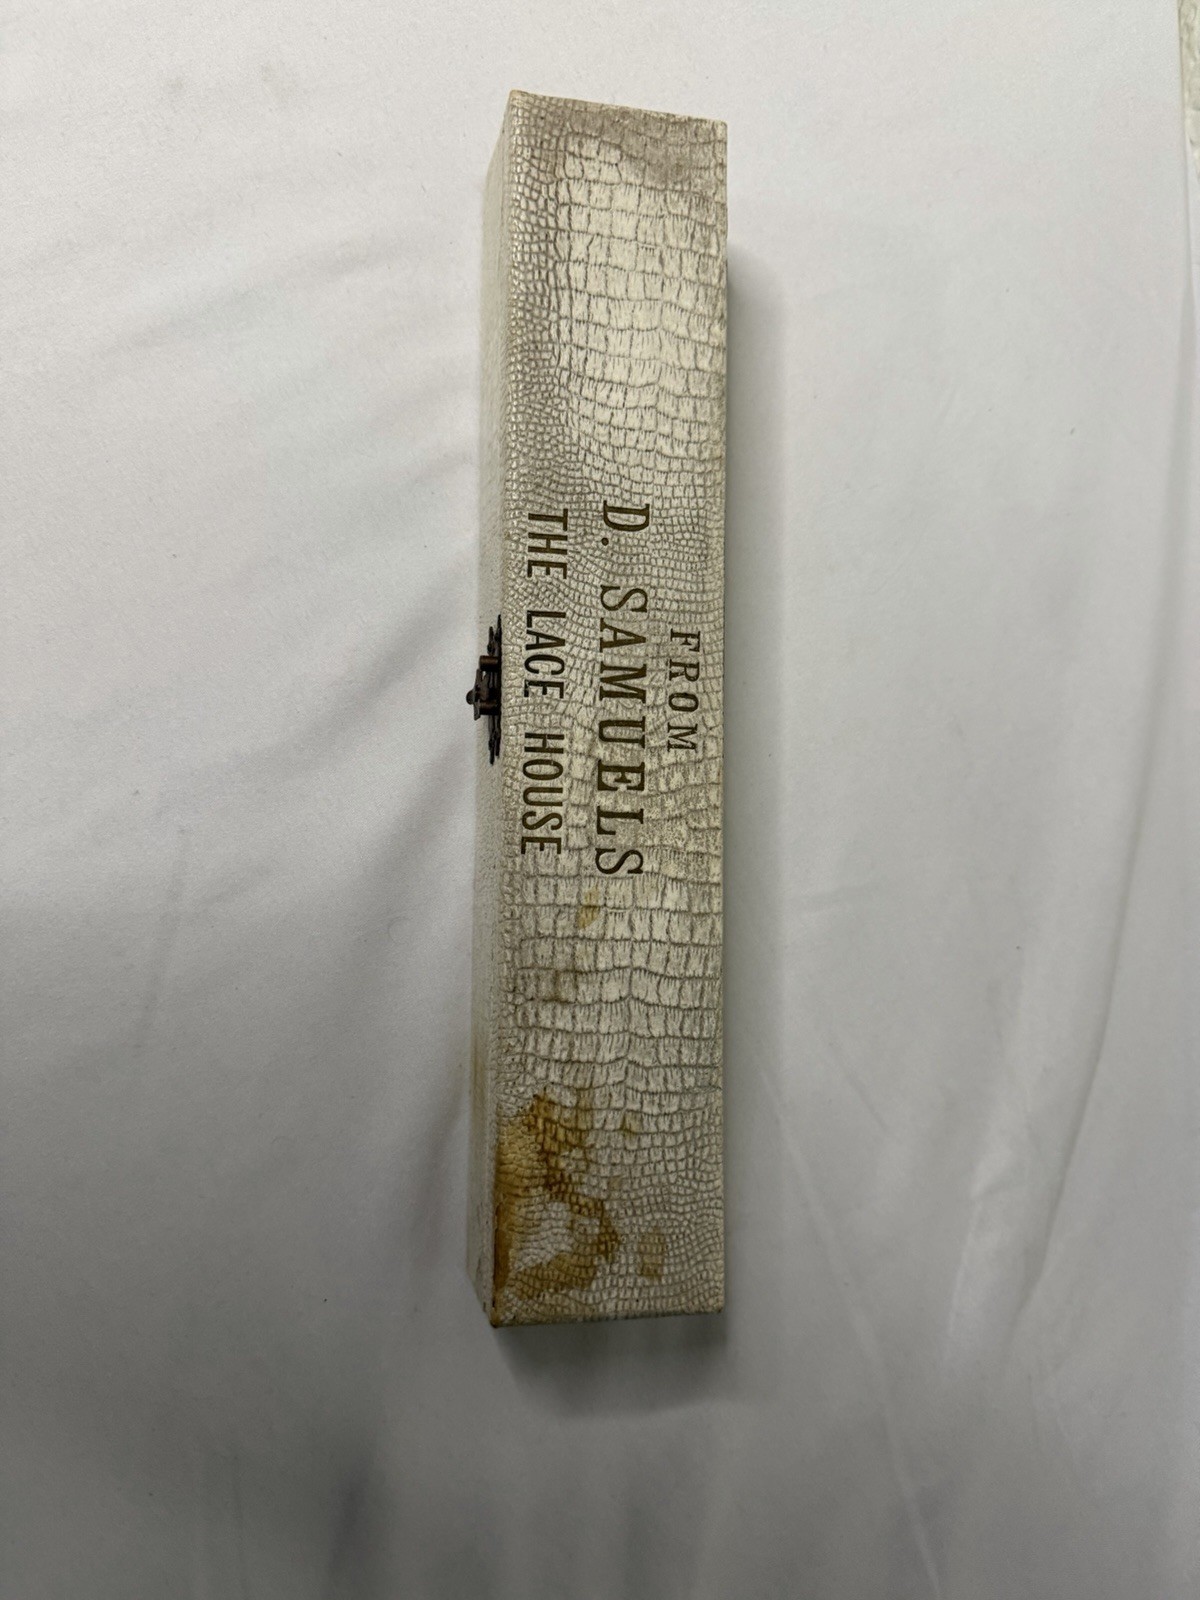 FROM
D. SAMUELS
THE LACE HOUSE